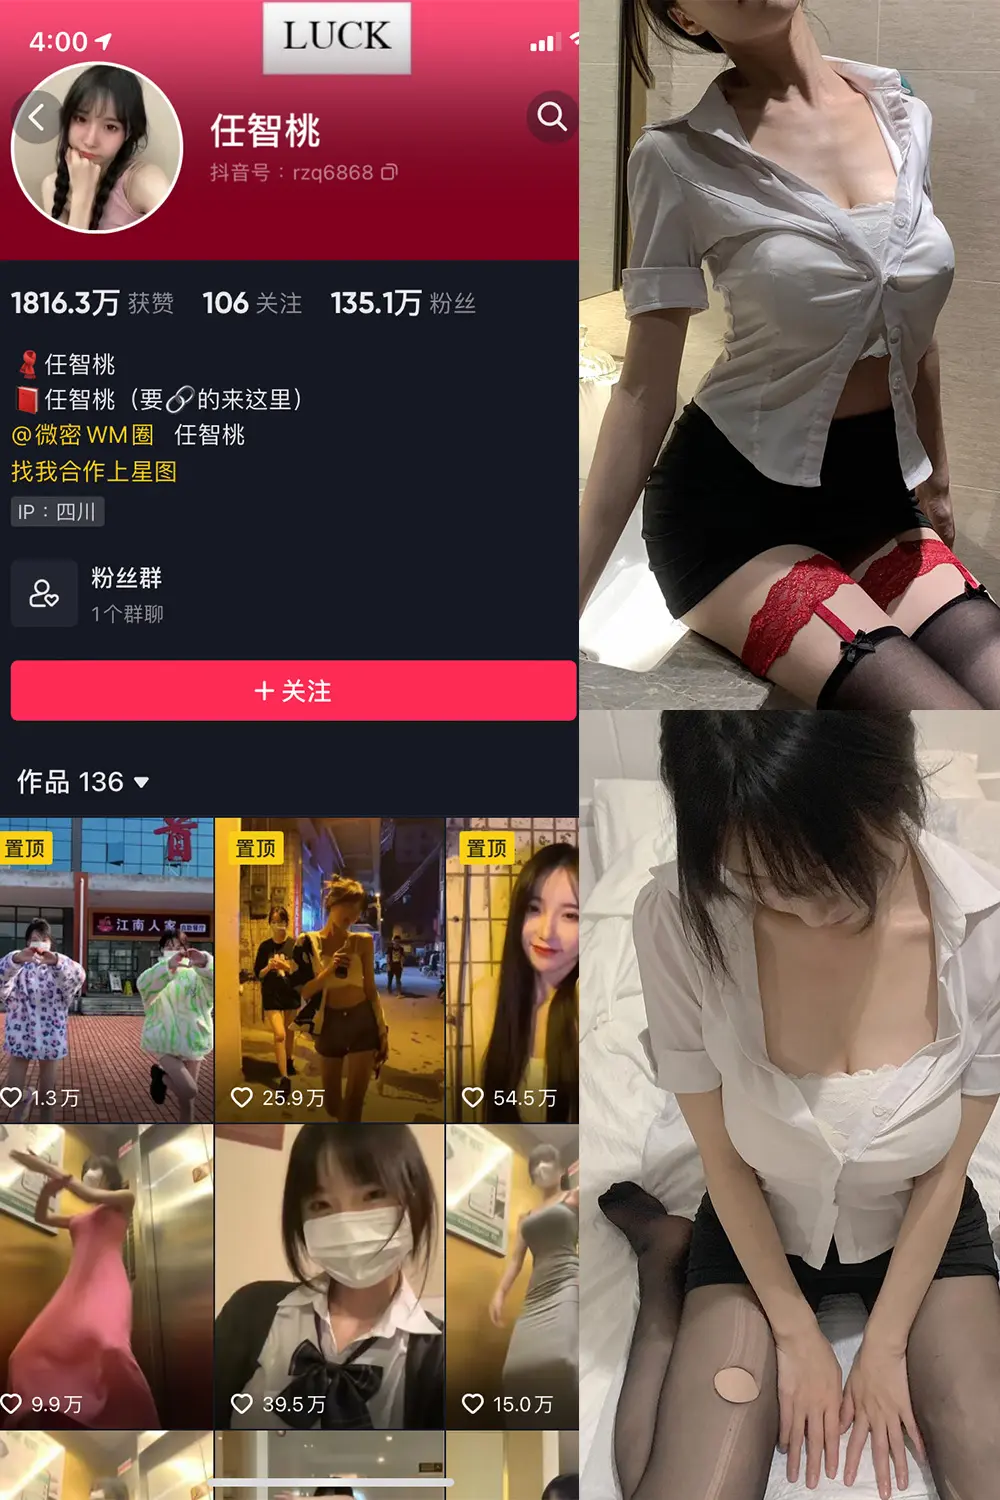 4:00
LUCK
任智桃
抖音号：rzq6868
1816.3万 获赞 106 关注 135.1万 粉丝
任智桃
任智桃（要🔗的来这里）
@微密WM圈 任智桃
找我合作上星图
IP：四川
粉丝群
1个群聊
+ 关注
作品 136
置顶
置顶
置顶
江南人家
1.3万
25.9万
54.5万
9.9万
39.5万
15.0万